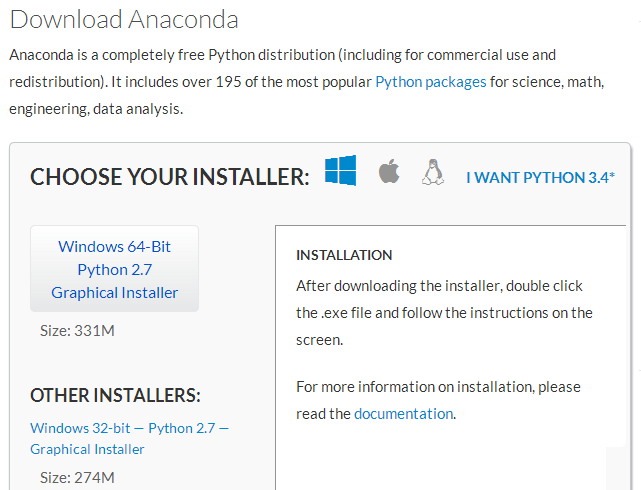 Download Anaconda
Anaconda is a completely free Python distribution (including for commercial use and
redistribution). It includes over 195 of the most popular Python packages for science, math,
engineering, data analysis.
CHOOSE YOUR INSTALLER:
I WANT PYTHON 3.4*
Windows 64-Bit
Python 2.7
Graphical Installer
Size: 331M
OTHER INSTALLERS:
Windows 32-bit — Python 2.7 —
Graphical Installer
Size: 274M
INSTALLATION
After downloading the installer, double click
the .exe file and follow the instructions on the
screen.
For more information on installation, please
read the documentation.